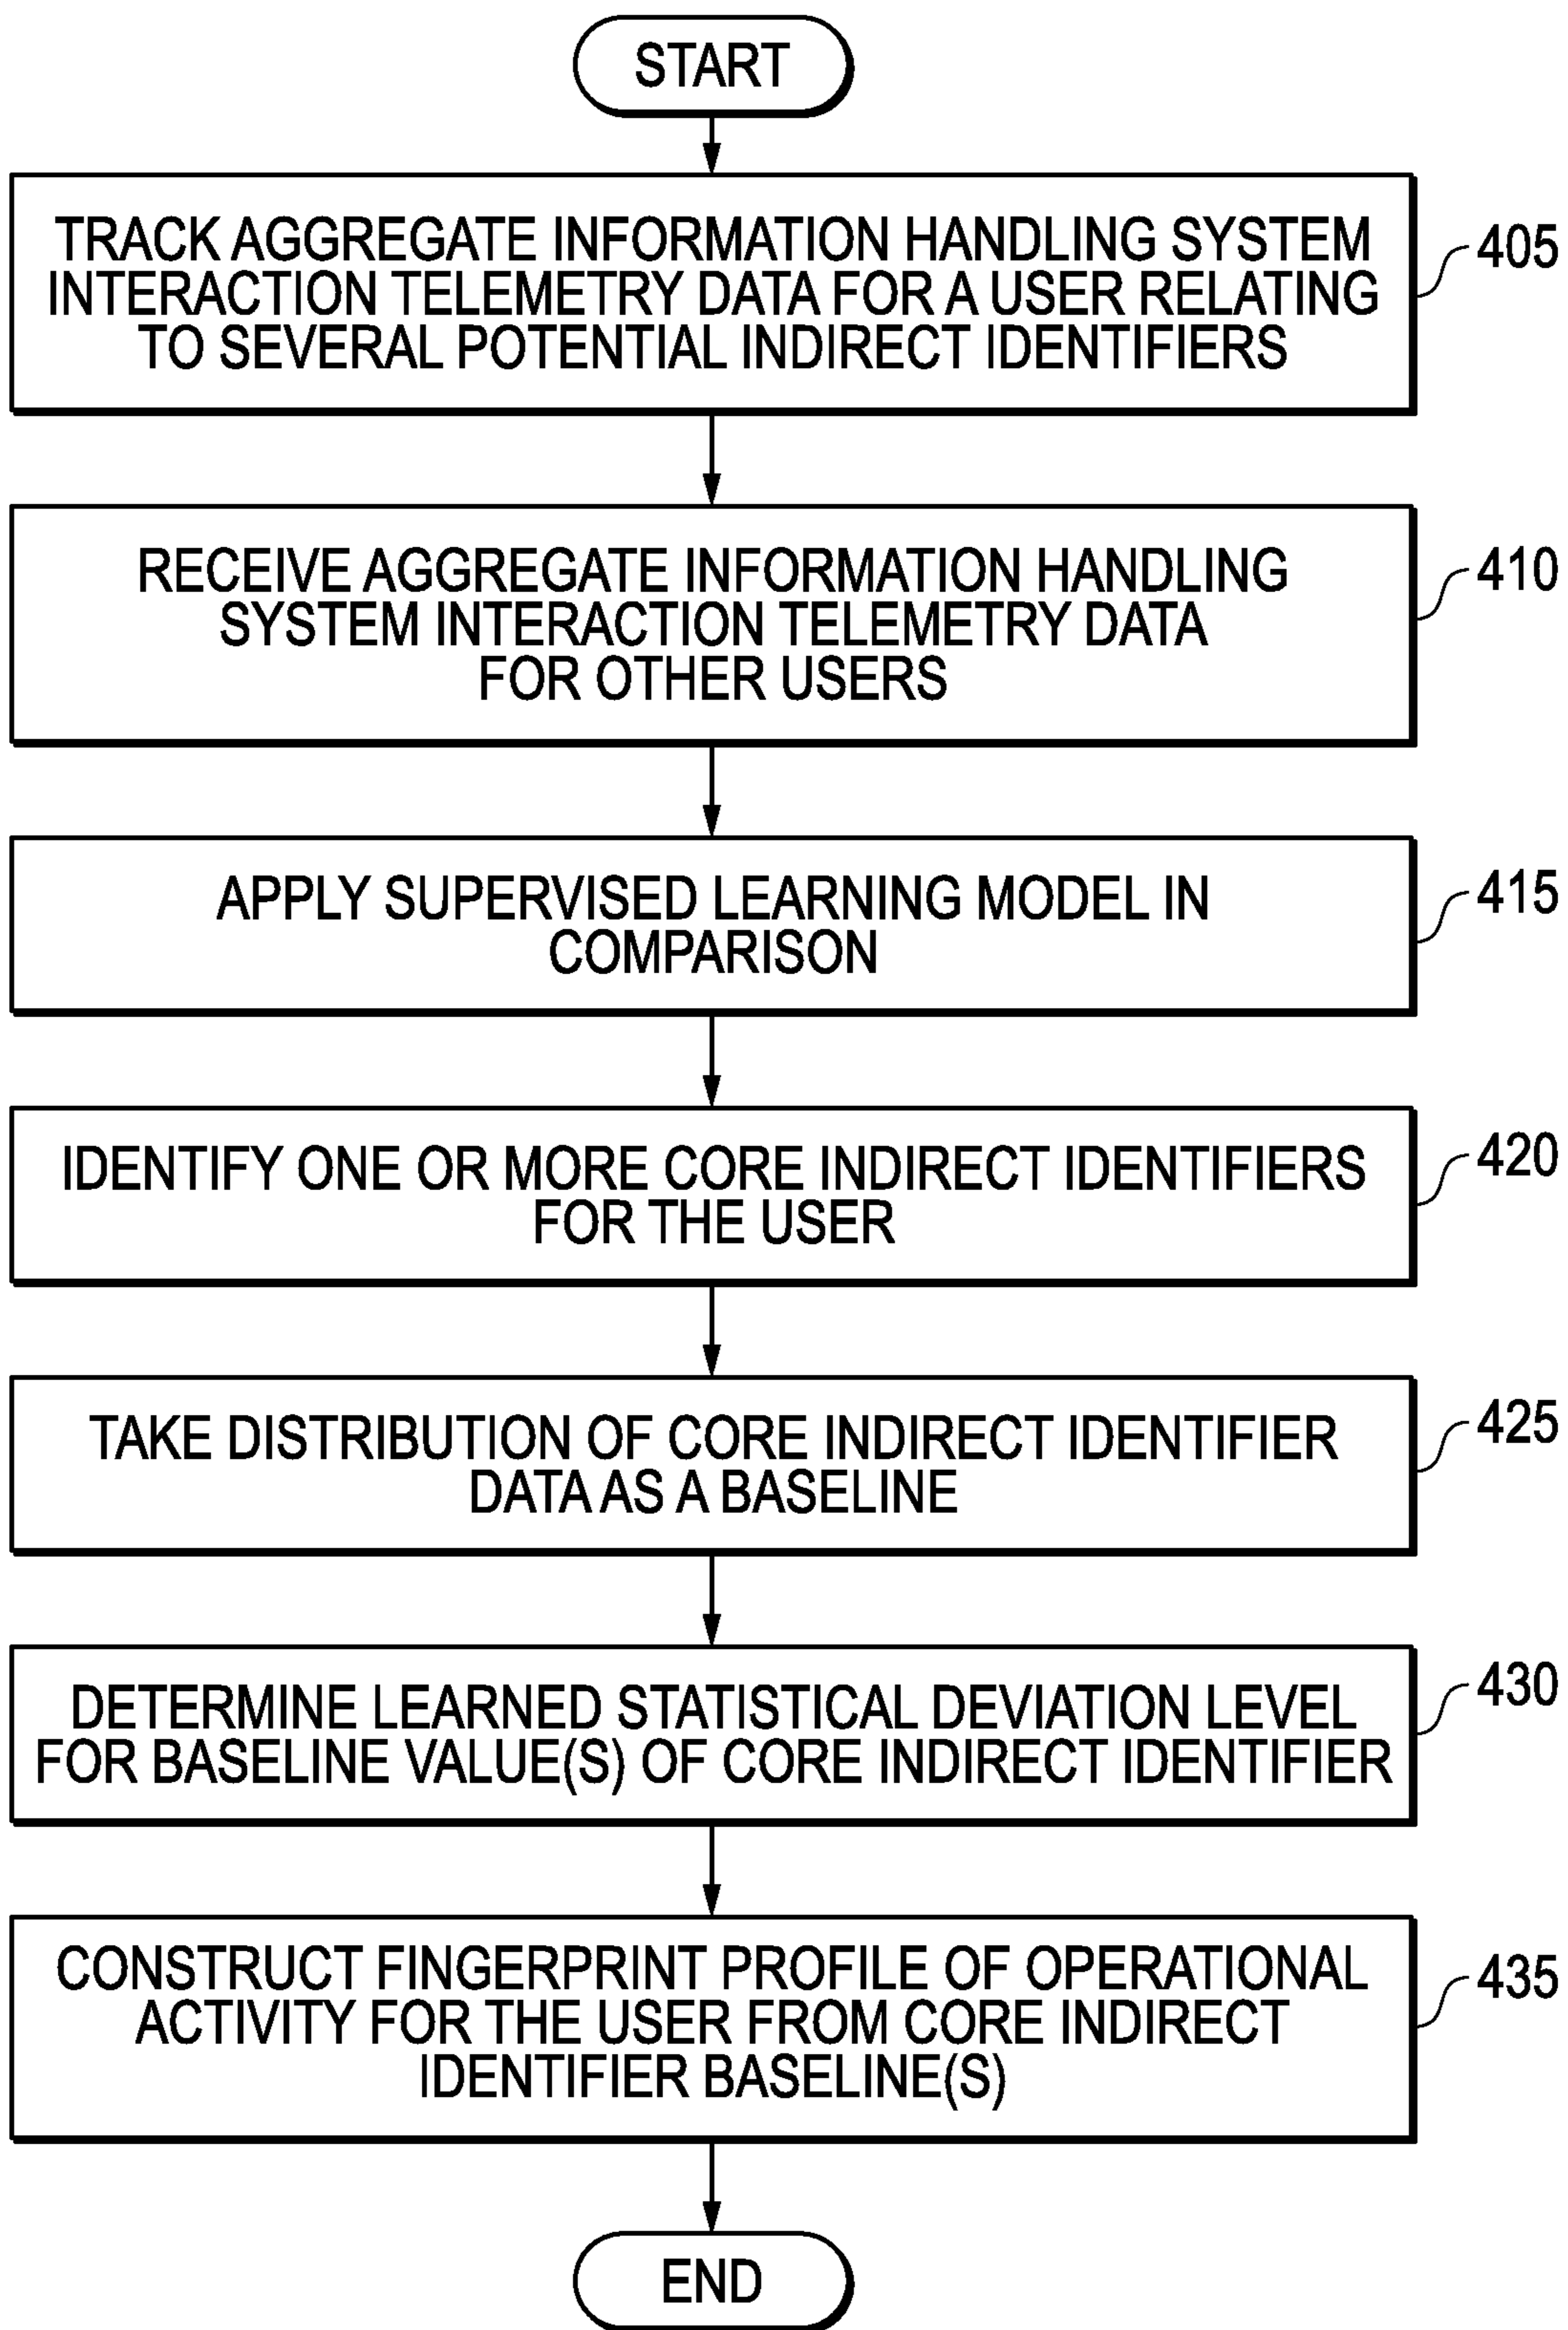 START
TRACK AGGREGATE INFORMATION HANDLING SYSTEM
INTERACTION TELEMETRY DATA FOR A USER RELATING
TO SEVERAL POTENTIAL INDIRECT IDENTIFIERS
405
RECEIVE AGGREGATE INFORMATION HANDLING
SYSTEM INTERACTION TELEMETRY DATA
FOR OTHER USERS
410
APPLY SUPERVISED LEARNING MODEL IN
COMPARISON
415
IDENTIFY ONE OR MORE CORE INDIRECT IDENTIFIERS
FOR THE USER
420
TAKE DISTRIBUTION OF CORE INDIRECT IDENTIFIER
DATA AS A BASELINE
425
DETERMINE LEARNED STATISTICAL DEVIATION LEVEL
FOR BASELINE VALUE(S) OF CORE INDIRECT IDENTIFIER
430
CONSTRUCT FINGERPRINT PROFILE OF OPERATIONAL
ACTIVITY FOR THE USER FROM CORE INDIRECT
IDENTIFIER BASELINE(S)
435
END